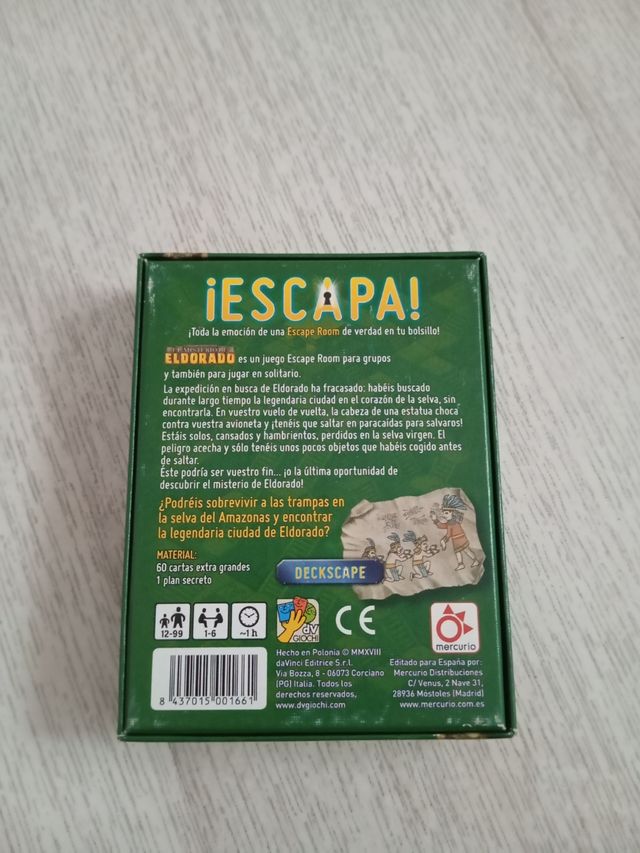 ¡ESCAPA!
¡Toda la emoción de una Escape Room de verdad en tu bolsillo!
EL MISTERIO DE
ELDORADO es un juego Escape Room para grupos
y también para jugar en solitario.
La expedición en busca de Eldorado ha fracasado: habéis buscado
durante largo tiempo la legendaria ciudad en el corazón de la selva, sin
encontrarla. En vuestro vuelo de vuelta, la cabeza de una estatua choca
contra vuestra avioneta y ¡tenéis que saltar en paracaídas para salvaros!
Estáis solos, cansados y hambrientos, perdidos en la selva virgen. El
peligro acecha y sólo tenéis unos pocos objetos que habéis cogido antes
de saltar.
Éste podría ser vuestro fin... ¡o la última oportunidad de
descubrir el misterio de Eldorado!
¿Podréis sobrevivir a las trampas en
la selva del Amazonas y encontrar
la legendaria ciudad de Eldorado?
MATERIAL:
60 cartas extra grandes
1 plan secreto
DECKSCAPE
12-99
1-6
~1 h
dV
GIOCHI
CE
mercurio
Hecho en Polonia © MMXVIII
daVinci Editrice S.r.l.
Via Bozza, 8 - 06073 Corciano
(PG) Italia. Todos los
derechos reservados,
www.dvgiochi.com
Editado para España por:
Mercurio Distribuciones
C/ Venus, 2 Nave 31,
28936 Móstoles (Madrid)
www.mercurio.com.es
8 437015 001661